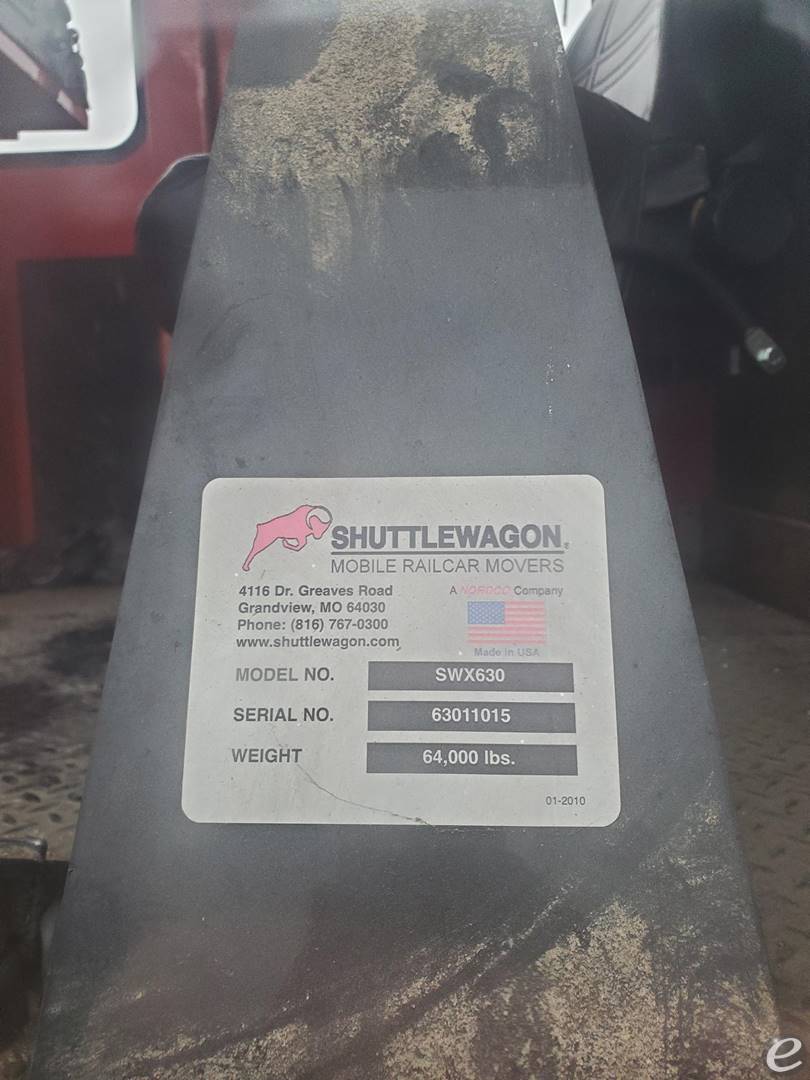 SHUTTLEWAGON®
MOBILE RAILCAR MOVERS
4116 Dr. Greaves Road
Grandview, MO 64030
Phone: (816) 767-0300
www.shuttlewagon.com
A NORDCO Company
Made in USA
MODEL NO. SWX630
SERIAL NO. 63011015
WEIGHT 64,000 lbs.
01-2010
e